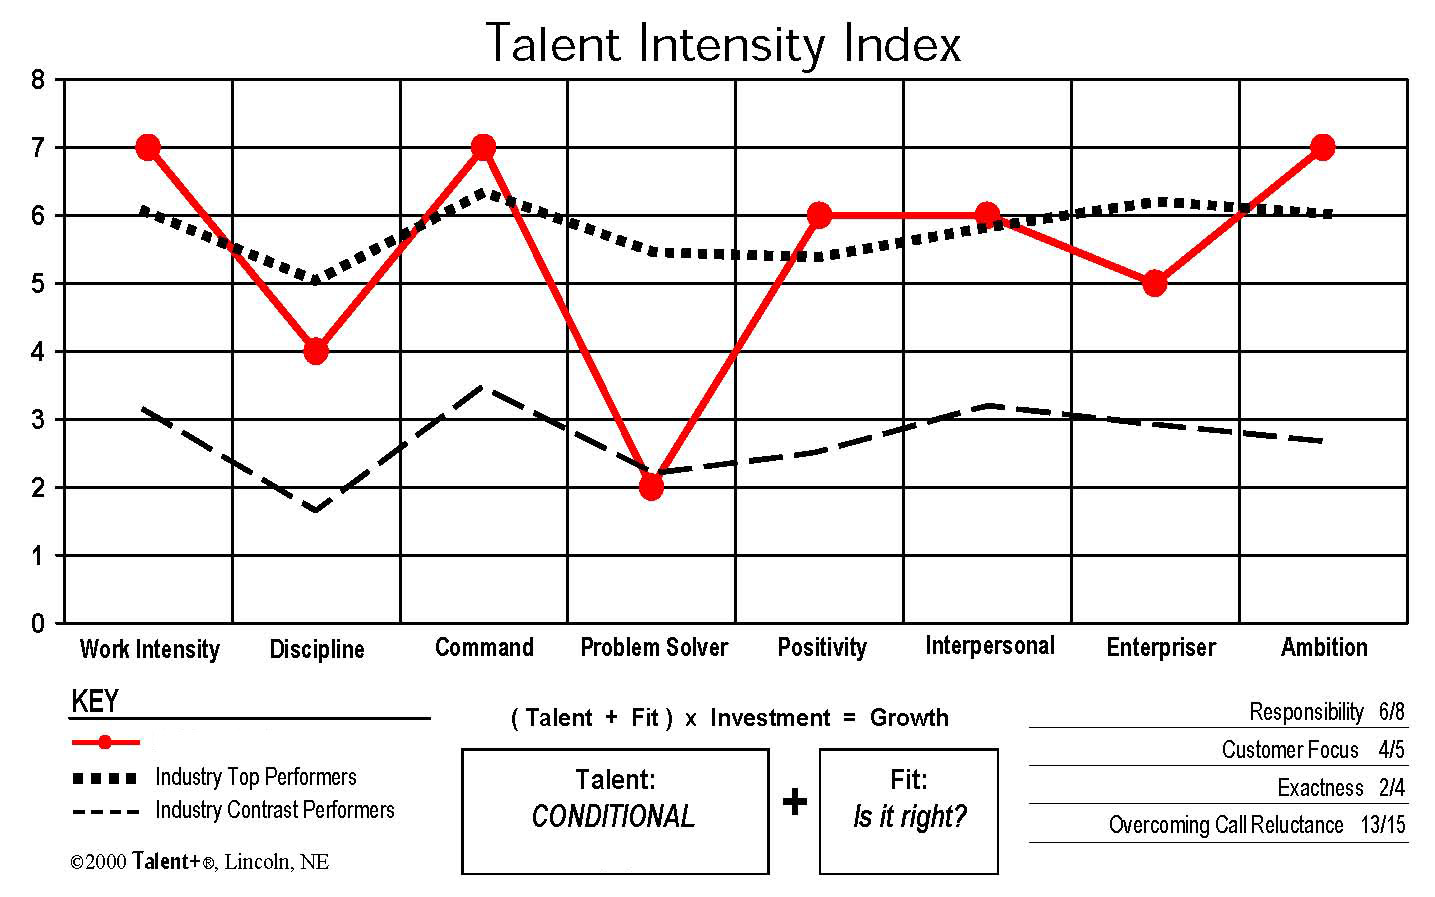 Talent Intensity Index
8
7
6
5
4
3
2
1
0
Work Intensity Discipline Command Problem Solver Positivity Interpersonal Enterpriser Ambition
KEY
Industry Top Performers
Industry Contrast Performers
©2000 Talent+®, Lincoln, NE
( Talent + Fit ) x Investment = Growth
Talent:
CONDITIONAL
+
Fit:
Is it right?
Responsibility 6/8
Customer Focus 4/5
Exactness 2/4
Overcoming Call Reluctance 13/15